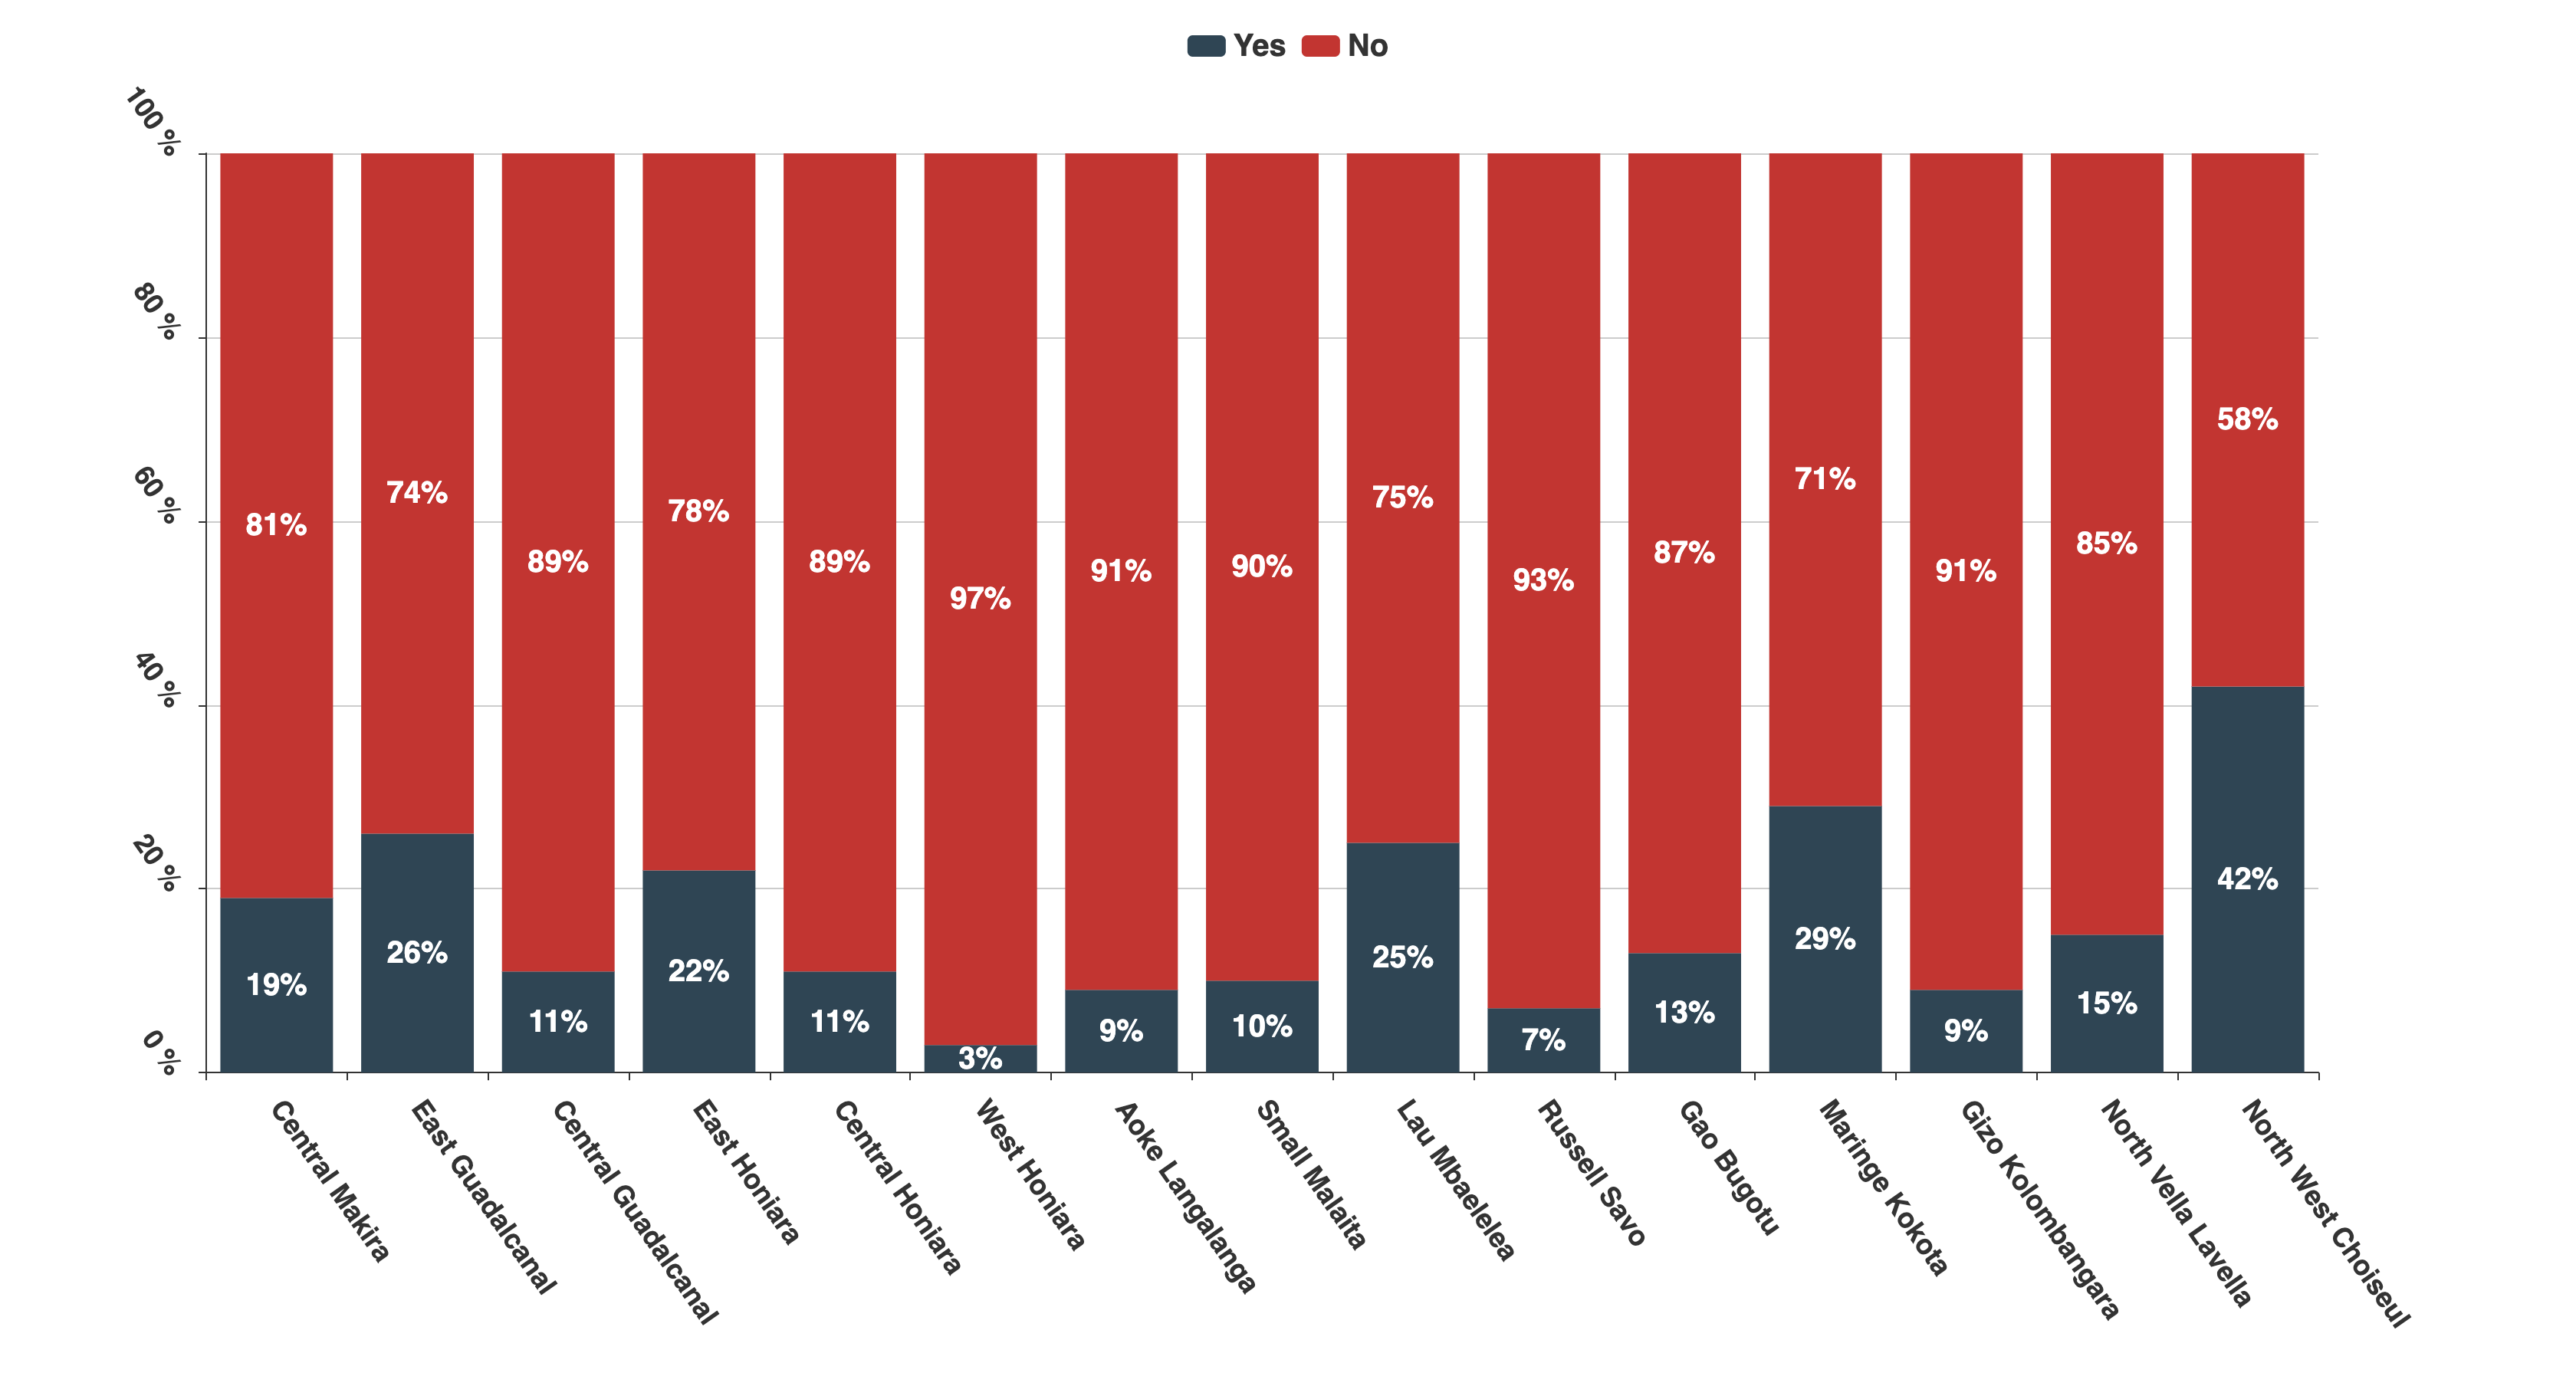 Yes No
100 %
80 %
60 %
40 %
20 %
0 %
81% 74% 89% 78% 89% 97% 91% 90% 75% 93% 87% 71% 91% 85% 58%
19% 26% 11% 22% 11% 3% 9% 10% 25% 7% 13% 29% 9% 15% 42%
Central Makira
East Guadalcanal
Central Guadalcanal
East Honiara
Central Honiara
West Honiara
Aoke Langalanga
Small Malaita
Lau Mbaelelea
Russell Savo
Gao Bugotu
Maringe Kokota
Gizo Kolombangara
North Vella Lavella
North West Choiseul